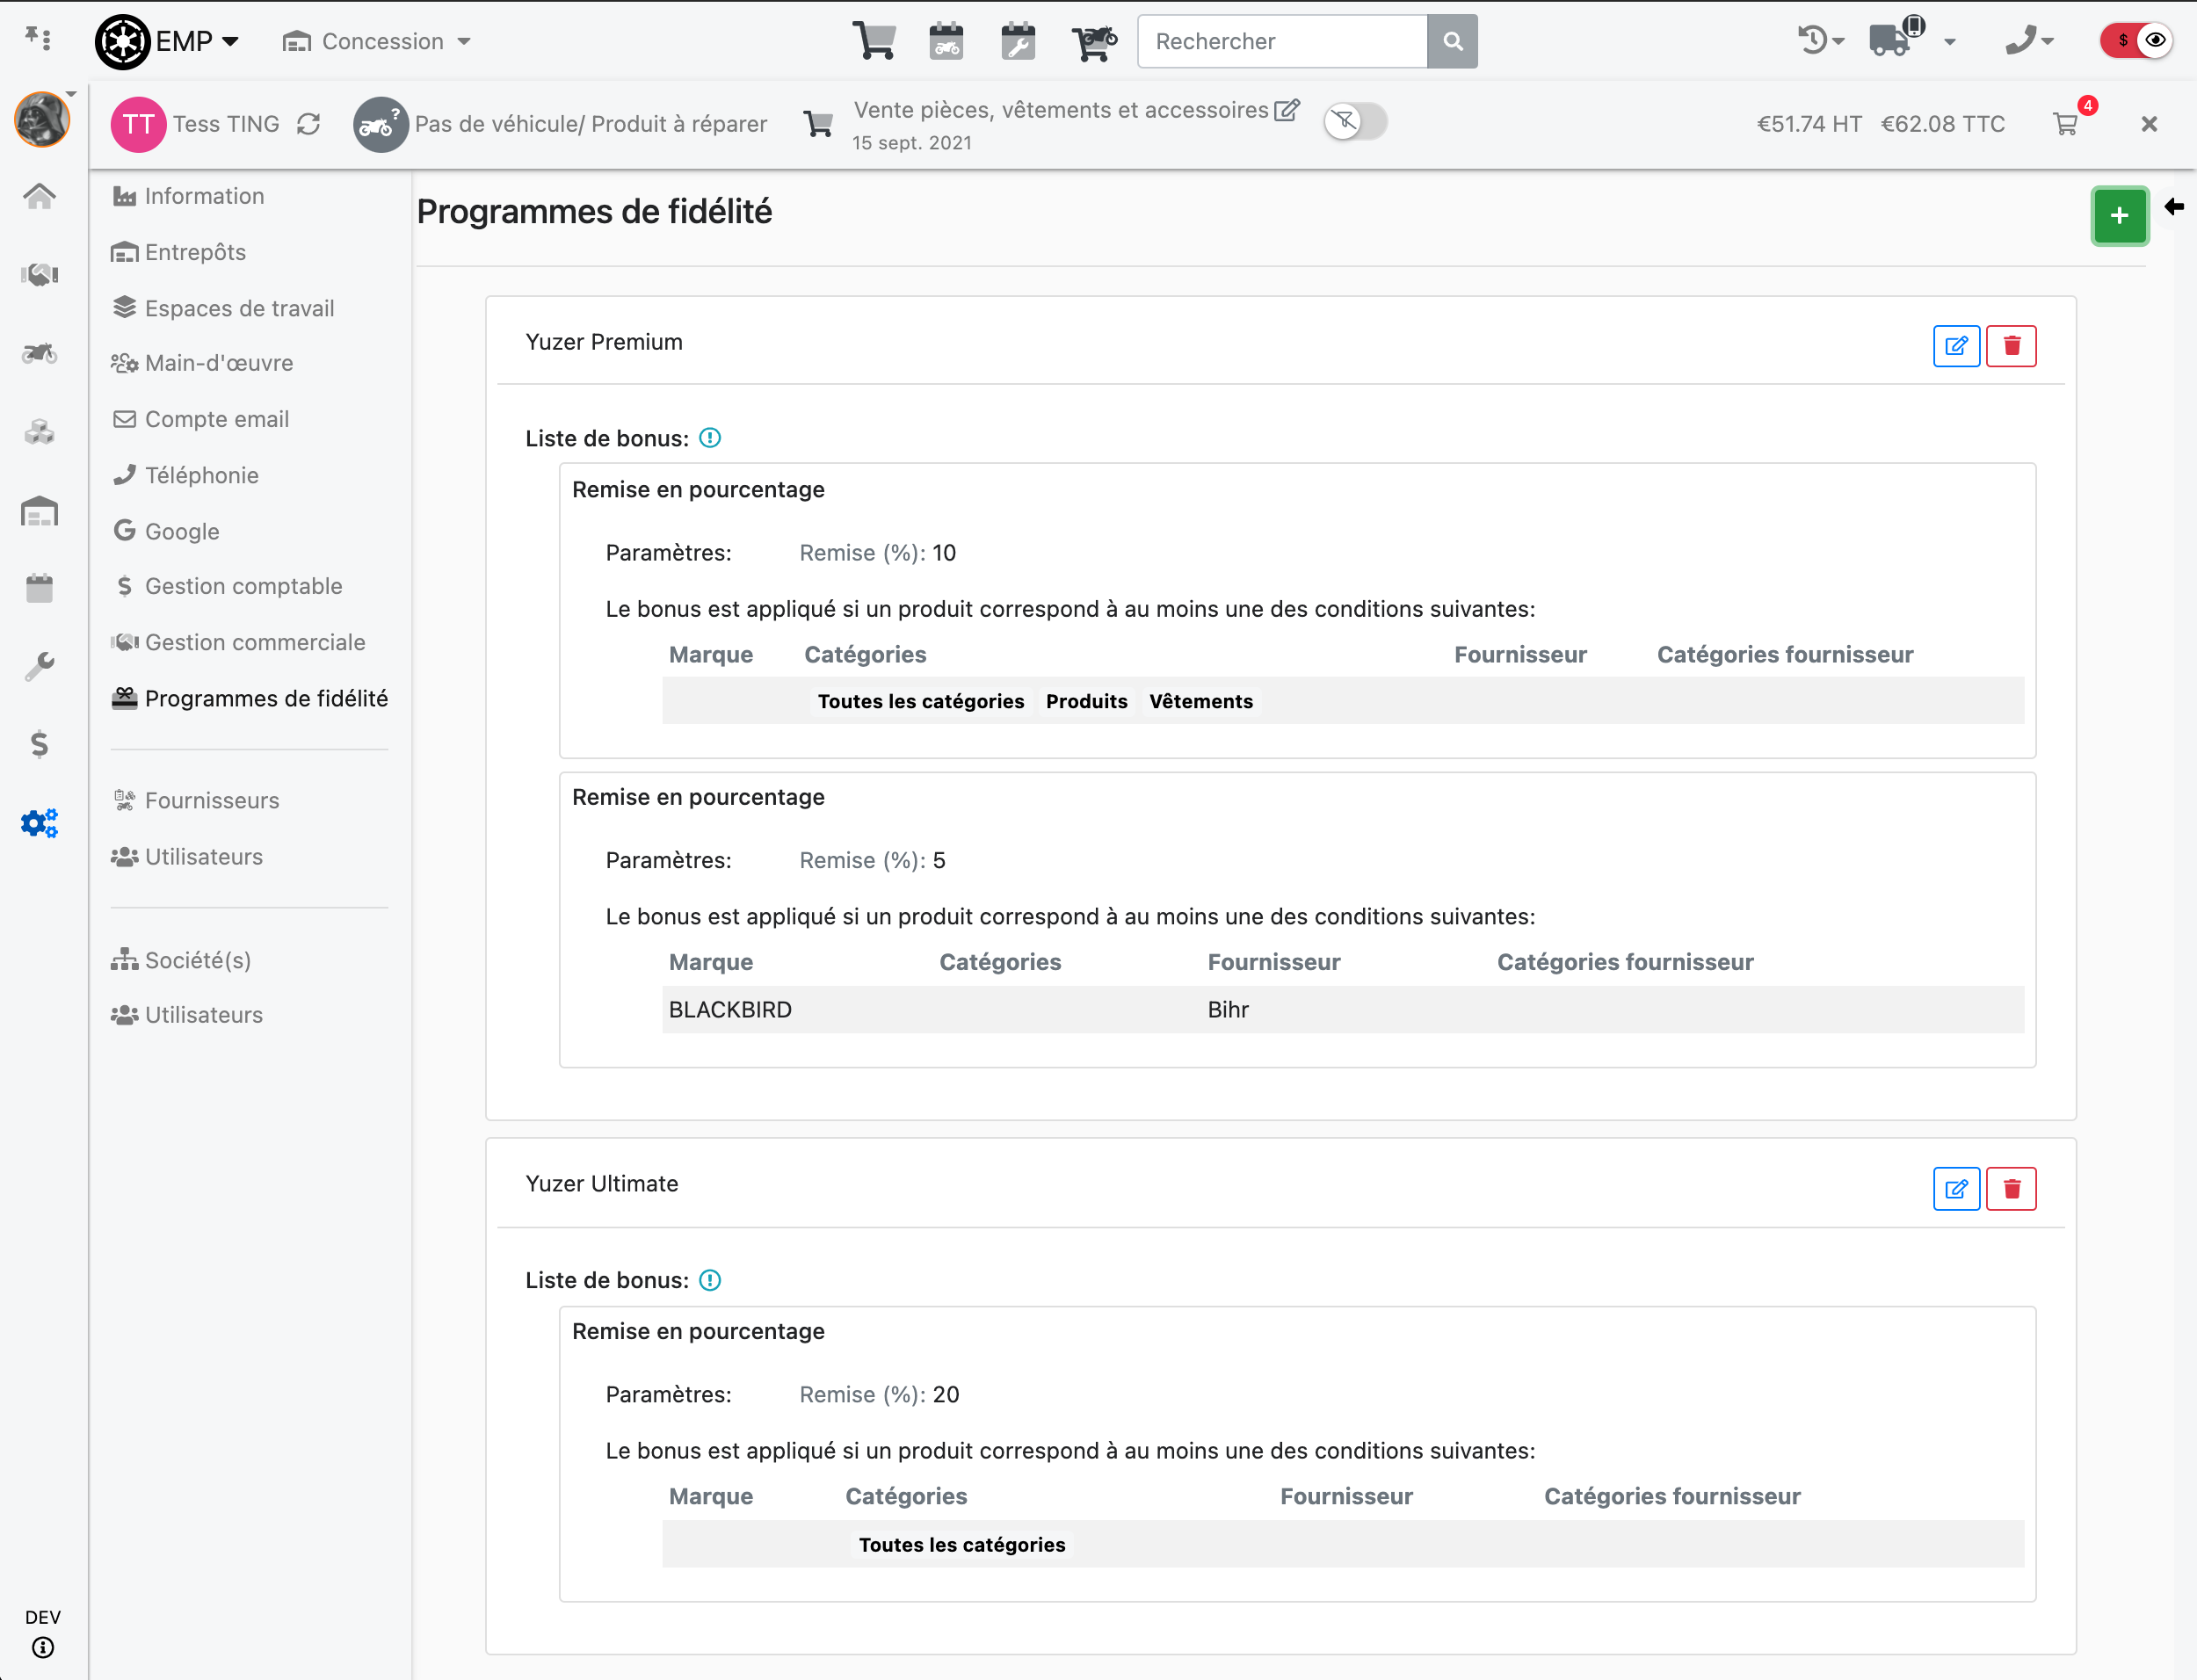 EMP
Concession
Rechercher
$
TT
Tess TING
?
Pas de véhicule/ Produit à réparer
Vente pièces, vêtements et accessoires
15 sept. 2021
€51.74 HT
€62.08 TTC
4
Information
Entrepôts
Espaces de travail
Main-d'œuvre
Compte email
Téléphonie
Google
Gestion comptable
Gestion commerciale
Programmes de fidélité
Fournisseurs
Utilisateurs
Société(s)
Utilisateurs
DEV
Programmes de fidélité
Yuzer Premium
Liste de bonus:
Remise en pourcentage
Paramètres: Remise (%): 10
Le bonus est appliqué si un produit correspond à au moins une des conditions suivantes:
Marque Catégories Fournisseur Catégories fournisseur
Toutes les catégories Produits Vêtements
Remise en pourcentage
Paramètres: Remise (%): 5
Le bonus est appliqué si un produit correspond à au moins une des conditions suivantes:
Marque Catégories Fournisseur Catégories fournisseur
BLACKBIRD Bihr
Yuzer Ultimate
Liste de bonus:
Remise en pourcentage
Paramètres: Remise (%): 20
Le bonus est appliqué si un produit correspond à au moins une des conditions suivantes:
Marque Catégories Fournisseur Catégories fournisseur
Toutes les catégories